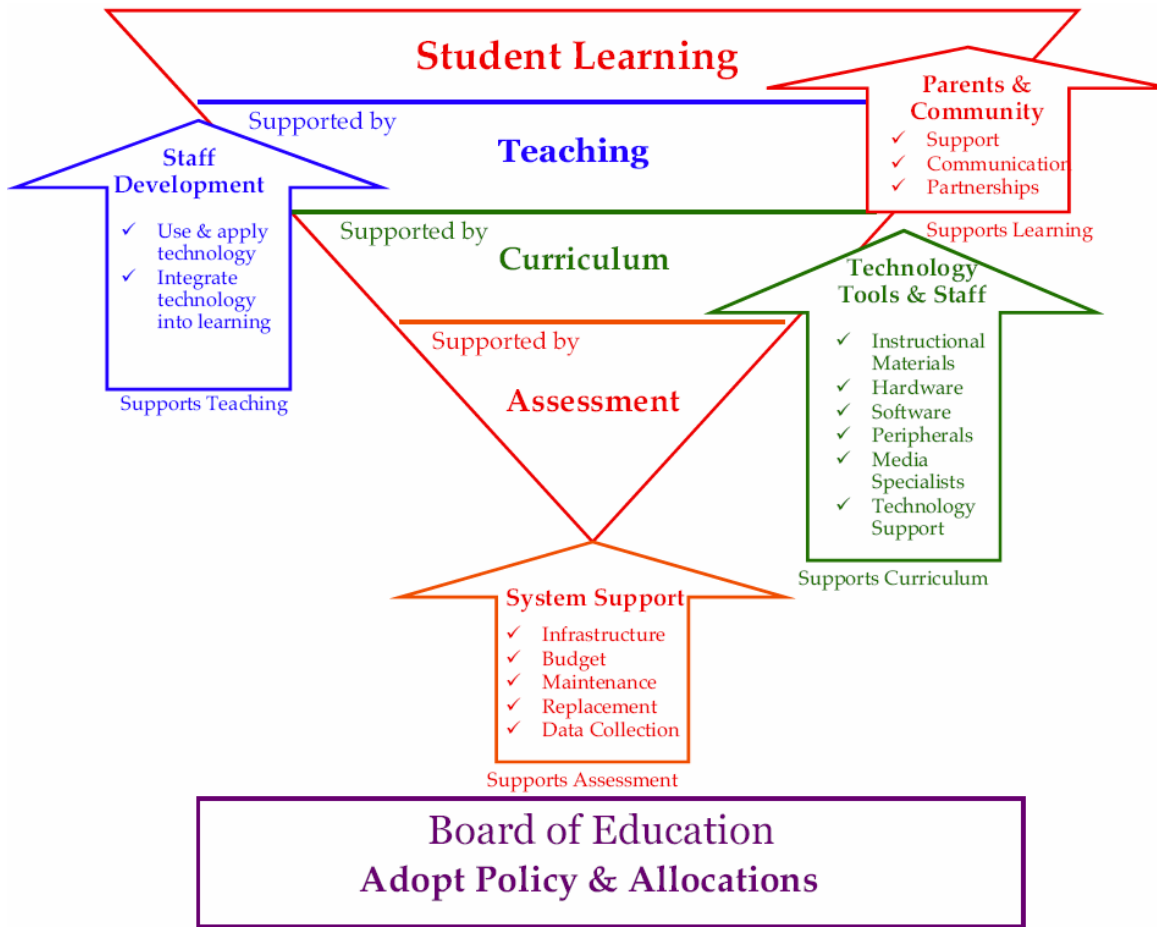 Student Learning
Supported by
Teaching
Supported by
Curriculum
Supported by
Assessment
Parents &
Community
✓ Support
✓ Communication
✓ Partnerships
Supports Learning
Staff
Development
✓ Use & apply
technology
✓ Integrate
technology
into learning
Supports Teaching
Technology
Tools & Staff
✓ Instructional
Materials
✓ Hardware
✓ Software
✓ Peripherals
✓ Media
Specialists
✓ Technology
Support
Supports Curriculum
System Support
✓ Infrastructure
✓ Budget
✓ Maintenance
✓ Replacement
✓ Data Collection
Supports Assessment
Board of Education
Adopt Policy & Allocations